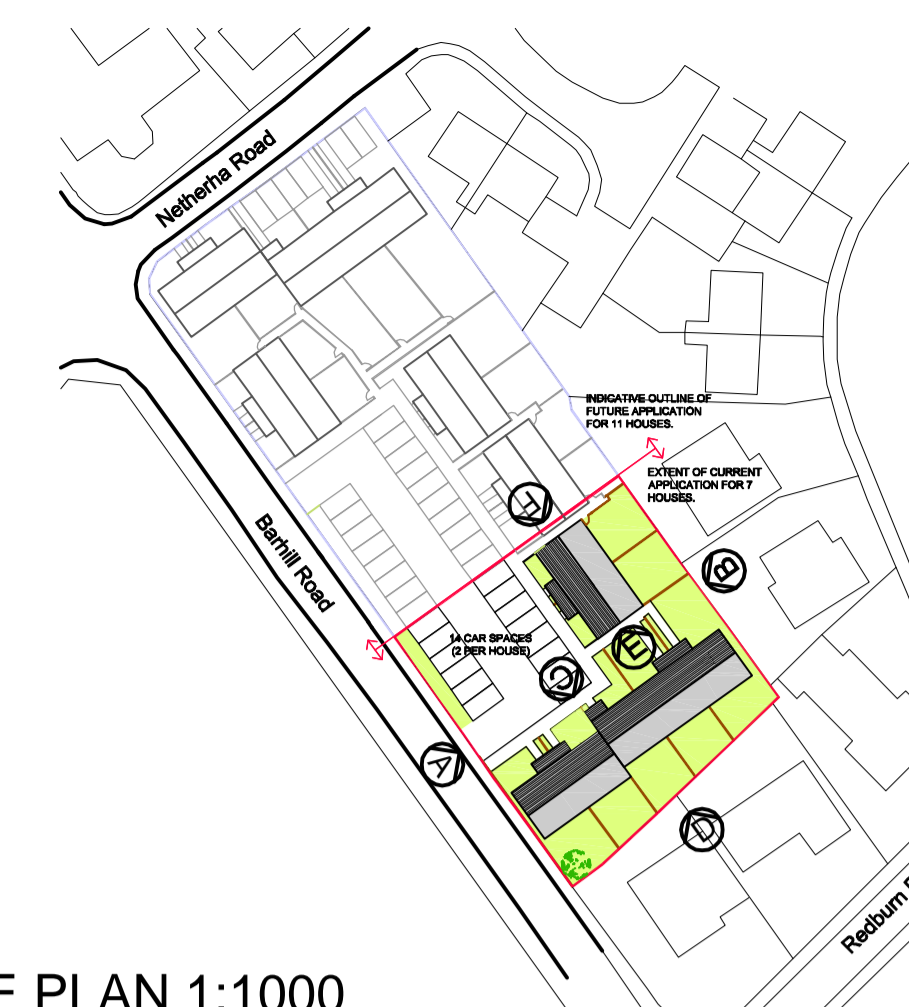 Netherha Road
INDICATIVE OUTLINE OF
FUTURE APPLICATION
FOR 11 HOUSES.
EXTENT OF CURRENT
APPLICATION FOR 7
HOUSES.
F
B
Barhill Road
14 CAR SPACES
(2 PER HOUSE)
E
C
A
D
Redburn
PLAN 1:1000